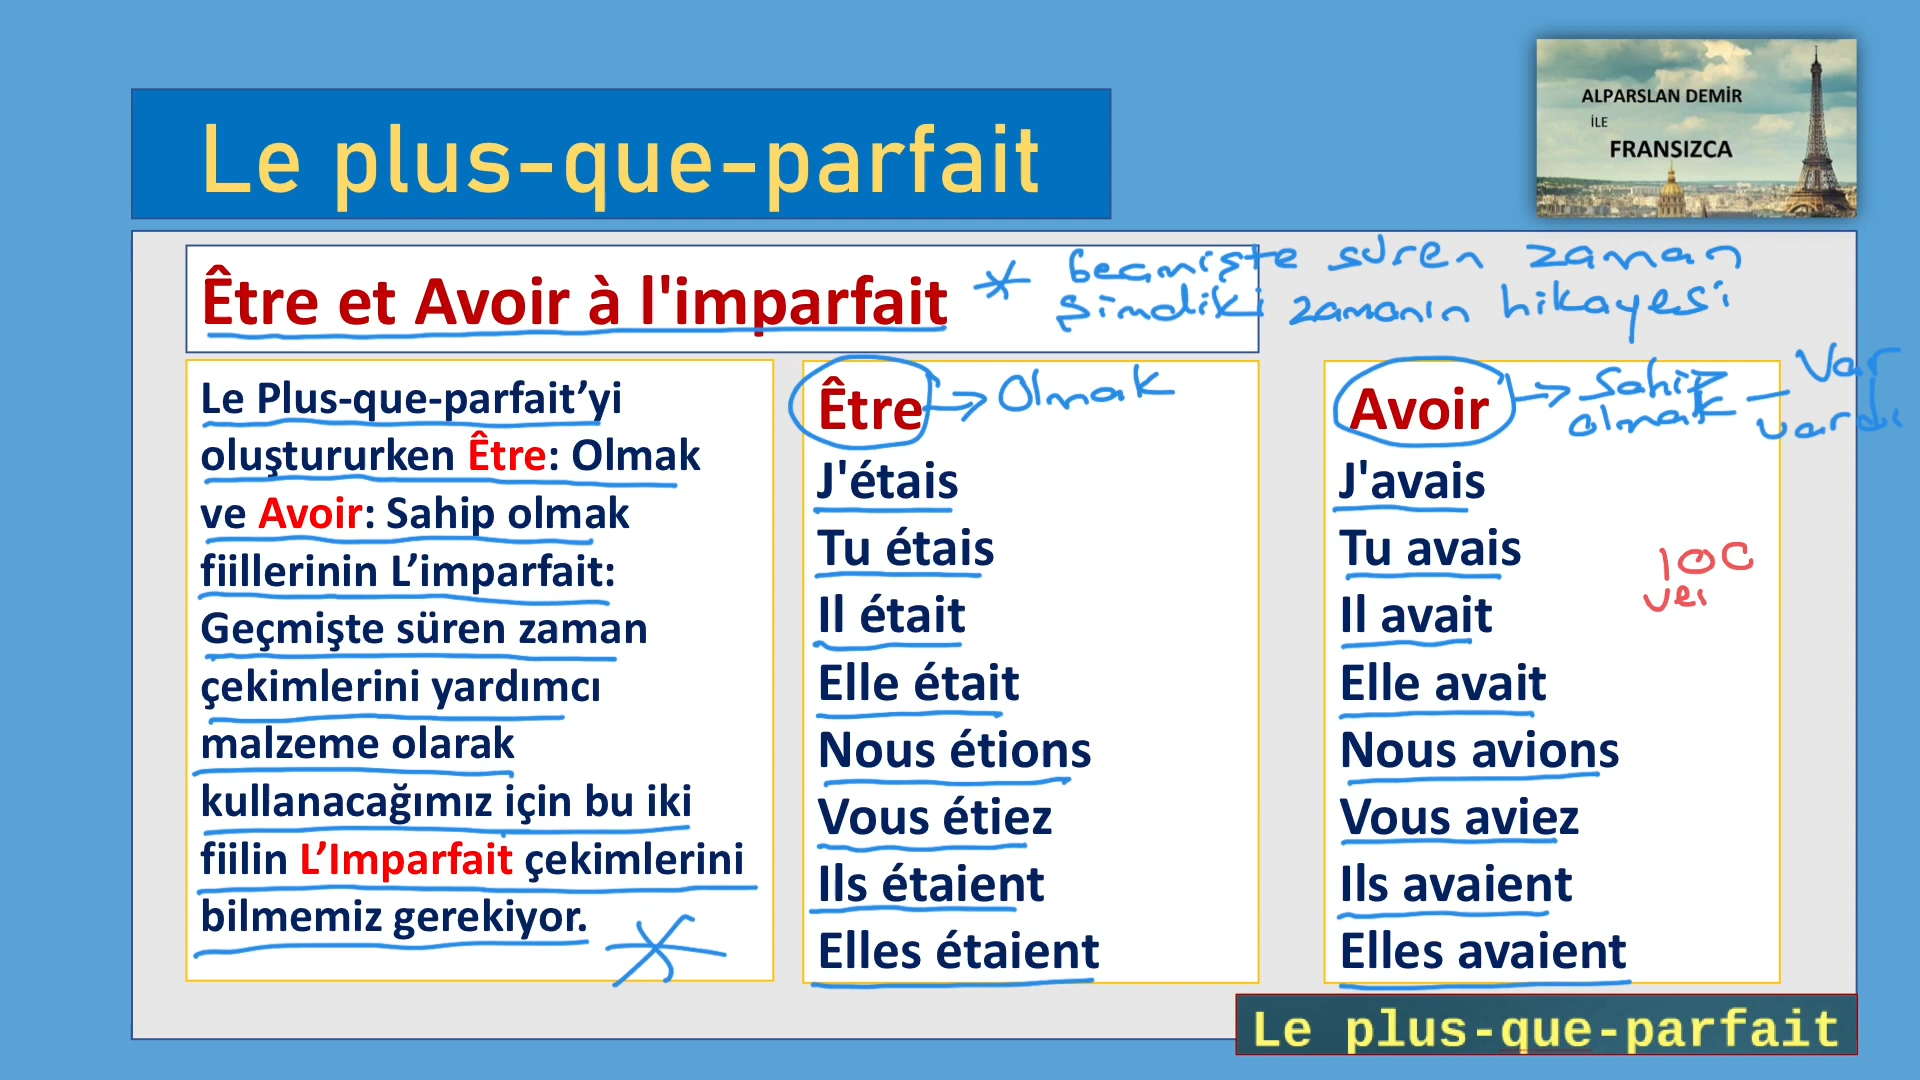 ALPARSLAN DEMİR
İLE
FRANSIZCA
Le plus-que-parfait
Être et Avoir à l'imparfait
* Geçmişte süren zaman
şimdiki zamanın hikayesi
Le Plus-que-parfait’yi
oluştururken Être: Olmak
ve Avoir: Sahip olmak
fiillerinin L’imparfait:
Geçmişte süren zaman
çekimlerini yardımcı
malzeme olarak
kullanacağımız için bu iki
fiilin L’Imparfait çekimlerini
bilmemiz gerekiyor.
Être → Olmak
J'étais
Tu étais
Il était
Elle était
Nous étions
Vous étiez
Ils étaient
Elles étaient
Avoir → Sahip olmak – Var vardı
J'avais
Tu avais
Il avait
Elle avait
Nous avions
Vous aviez
Ils avaient
Elles avaient
Le plus-que-parfait